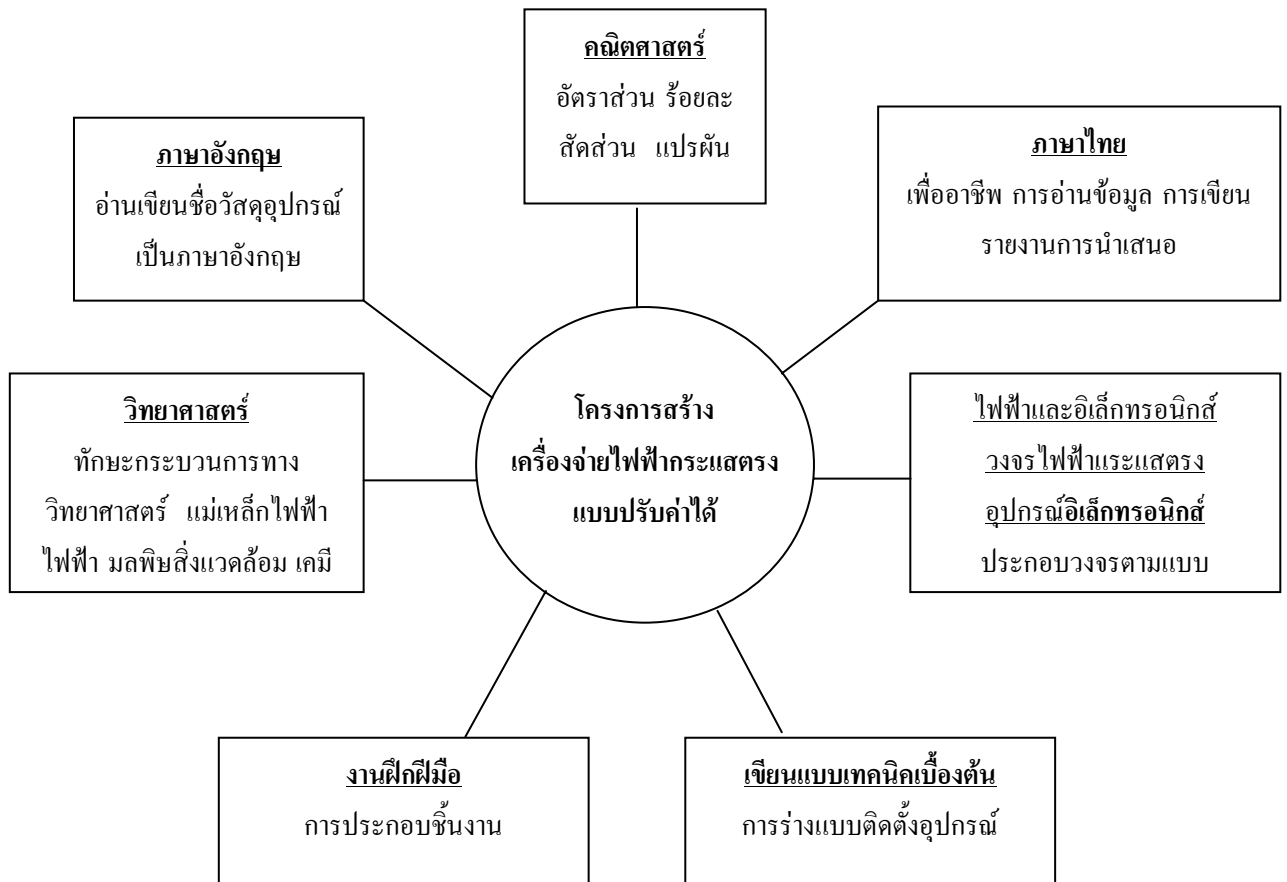 คณิตศาสตร์
อัตราส่วน ร้อยละ
สัดส่วน แปรผัน
ภาษาอังกฤษ
อ่านเขียนชื่อวัสดุอุปกรณ์
เป็นภาษาอังกฤษ
ภาษาไทย
เพื่ออาชีพ การอ่านข้อมูล การเขียน
รายงานการนำเสนอ
วิทยาศาสตร์
ทักษะกระบวนการทาง
วิทยาศาสตร์ แม่เหล็กไฟฟ้า
ไฟฟ้า มลพิษสิ่งแวดล้อม เคมี
โครงการสร้าง
เครื่องจ่ายไฟฟ้ากระแสตรง
แบบปรับค่าได้
ไฟฟ้าและอิเล็กทรอนิกส์
วงจรไฟฟ้าแระแสตรง
อุปกรณ์อิเล็กทรอนิกส์
ประกอบวงจรตามแบบ
งานฝึกฝีมือ
การประกอบชิ้นงาน
เขียนแบบเทคนิคเบื้องต้น
การร่างแบบติดตั้งอุปกรณ์